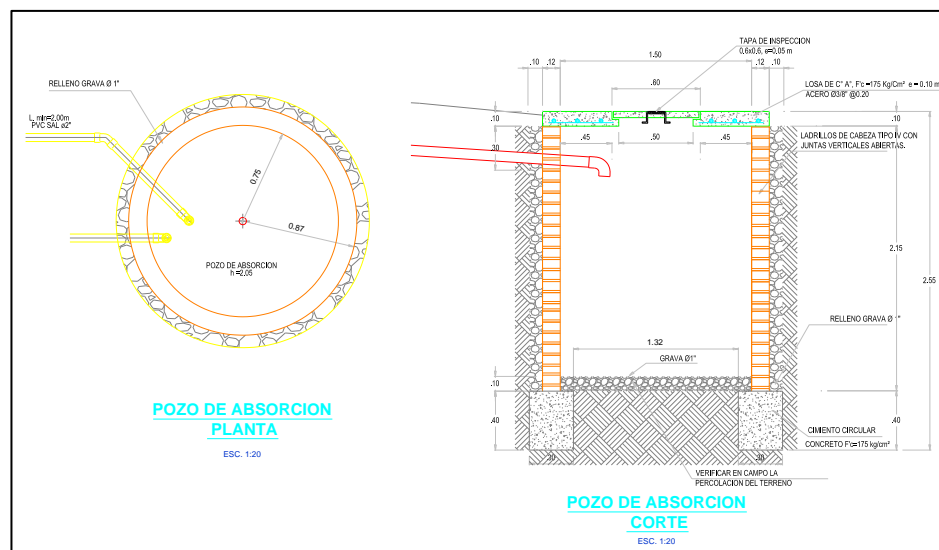 RELLENO GRAVA Ø 1"
L, min=2,00m
PVC SAL ø2"
0.75
0.87
POZO DE ABSORCION
h =2,05
POZO DE ABSORCION
PLANTA
ESC. 1:20
TAPA DE INSPECCION
0,6x0,6, e=0,05 m
.10
.12
1.50
.12
.10
.60
LOSA DE C° A°, F'c =175 Kg/Cm² e = 0.10 m
ACERO Ø3/8" @0.20
.10
.30
.45
.50
.45
.10
LADRILLOS DE CABEZA TIPO IV CON
JUNTAS VERTICALES ABIERTAS.
2.15
2.55
RELLENO GRAVA Ø 1"
1.32
GRAVA Ø1"
.10
.40
.40
CIMIENTO CIRCULAR
CONCRETO F'c=175 kg/cm²
.30
.30
VERIFICAR EN CAMPO LA
PERCOLACION DEL TERRENO
POZO DE ABSORCION
CORTE
ESC. 1:20